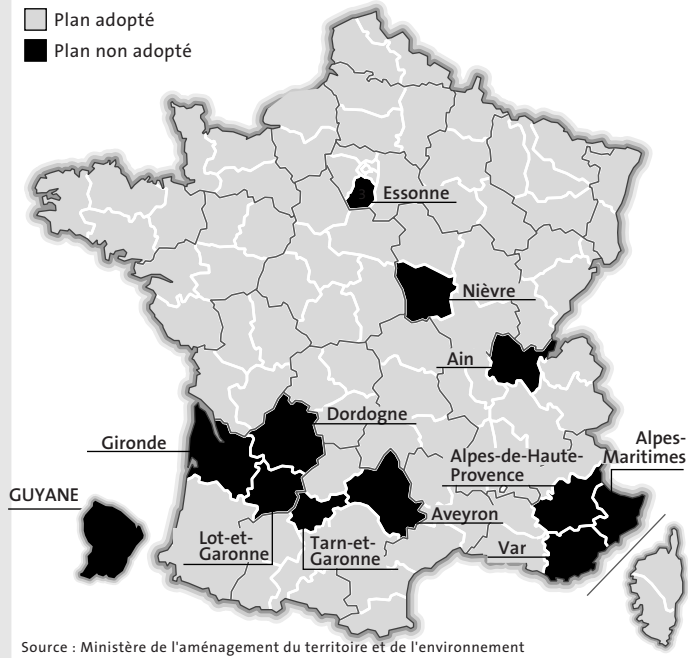 Plan adopté
Plan non adopté
Essonne
Nièvre
Ain
Dordogne
Gironde
Alpes-
Maritimes
Alpes-de-Haute-
Provence
GUYANE
Aveyron
Lot-et-
Garonne
Tarn-et-
Garonne
Var
Source : Ministère de l'aménagement du territoire et de l'environnement